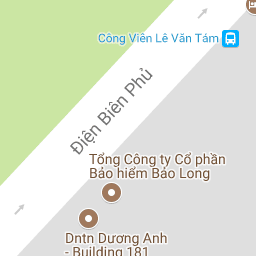 Công Viên Lê Văn Tám
Điện Biên Phủ
Tổng Công ty Cổ phần
Bảo hiểm Bảo Long
Dntn Dương Anh
- Building 181